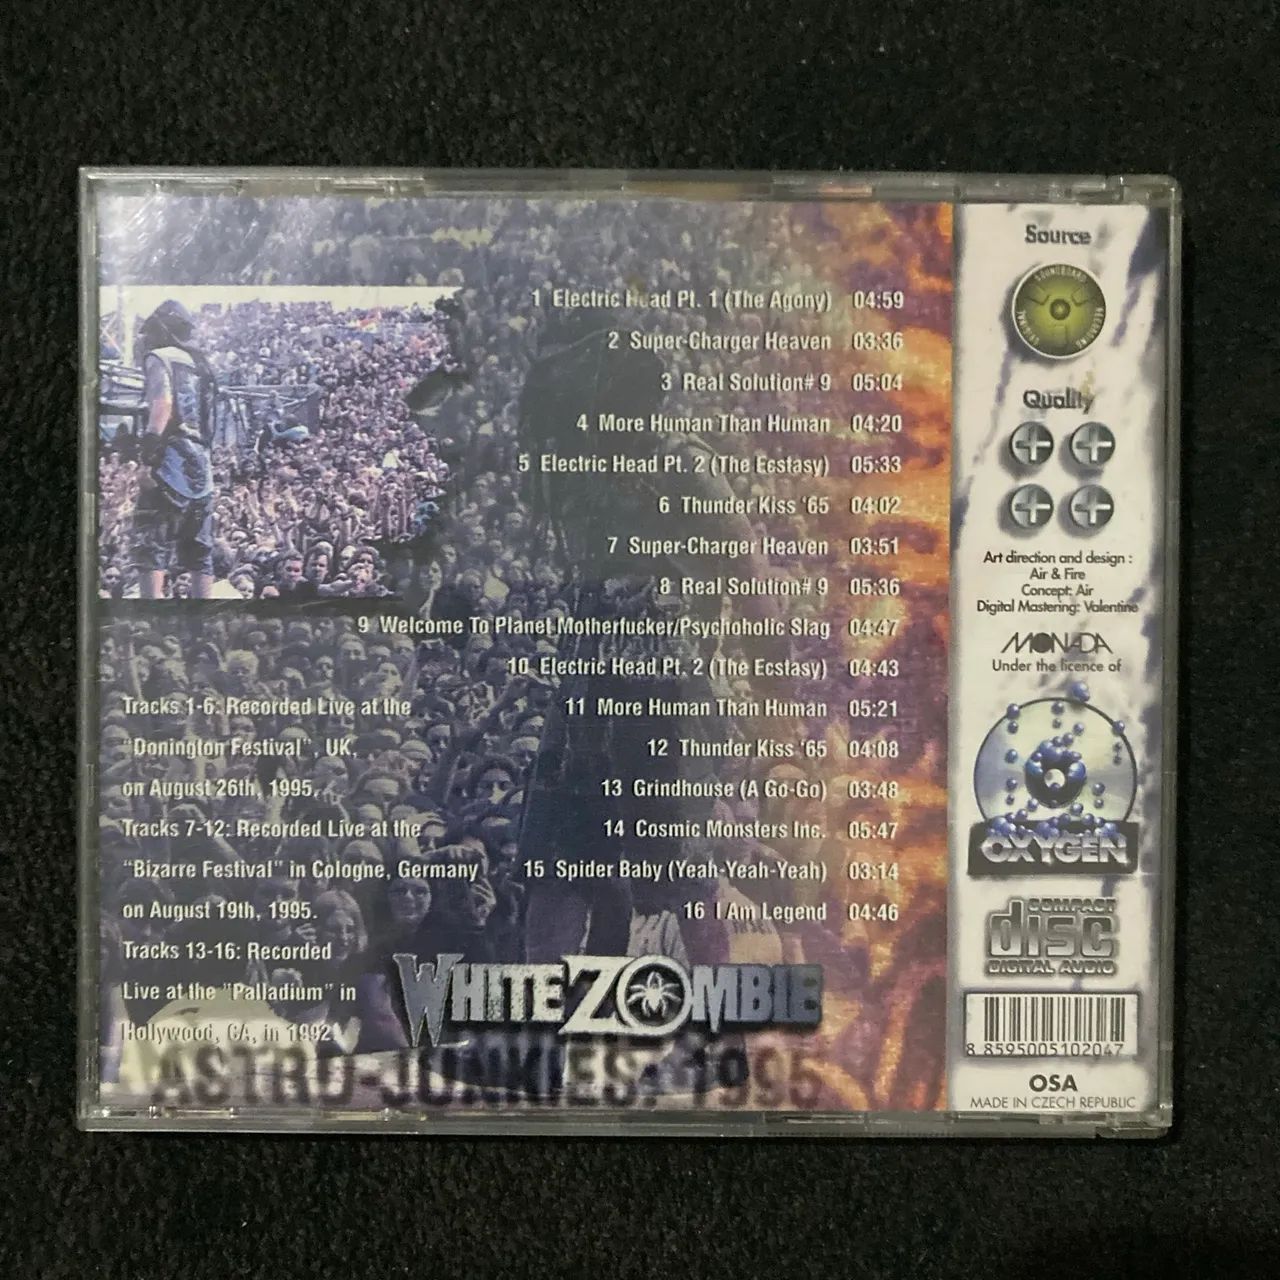 1 Electric Head Pt. 1 (The Agony) 04:59
2 Super-Charger Heaven 03:36
3 Real Solution# 9 05:04
4 More Human Than Human 04:20
5 Electric Head Pt. 2 (The Ecstasy) 05:33
6 Thunder Kiss '65 04:02
7 Super-Charger Heaven 03:51
8 Real Solution# 9 05:36
9 Welcome To Planet Motherfucker/Psychoholic Slag 04:47
10 Electric Head Pt. 2 (The Ecstasy) 04:43
11 More Human Than Human 05:21
12 Thunder Kiss '65 04:08
13 Grindhouse (A Go-Go) 03:48
14 Cosmic Monsters Inc. 05:47
15 Spider Baby (Yeah-Yeah-Yeah) 03:14
16 I Am Legend 04:46
Tracks 1-6: Recorded Live at the
"Donington Festival", UK,
on August 26th, 1995.
Tracks 7-12: Recorded Live at the
"Bizarre Festival" in Cologne, Germany
on August 19th, 1995.
Tracks 13-16: Recorded
Live at the "Palladium" in
Hollywood, CA, in 1992.
WHITE ZOMBIE
ASTRO-JUNKIES: 1995
Source
SOUNDBOARD
ORIGINAL RECORDING
Quality
Art direction and design :
Air & Fire
Concept: Air
Digital Mastering: Valentine
MONADA
Under the licence of
OXYGEN
COMPACT
disc
DIGITAL AUDIO
8 8595005102047
OSA
MADE IN CZECH REPUBLIC